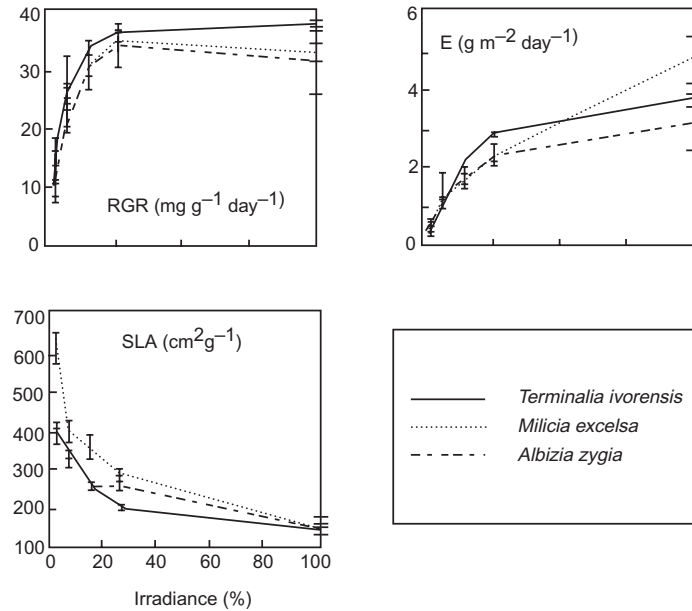 40
30
20
10
0
RGR (mg g⁻¹ day⁻¹)
6
4
2
0
E (g m⁻² day⁻¹)
700
600
500
400
300
200
100
SLA (cm²g⁻¹)
0 20 40 60 80 100
Irradiance (%)
Terminalia ivorensis
Milicia excelsa
Albizia zygia